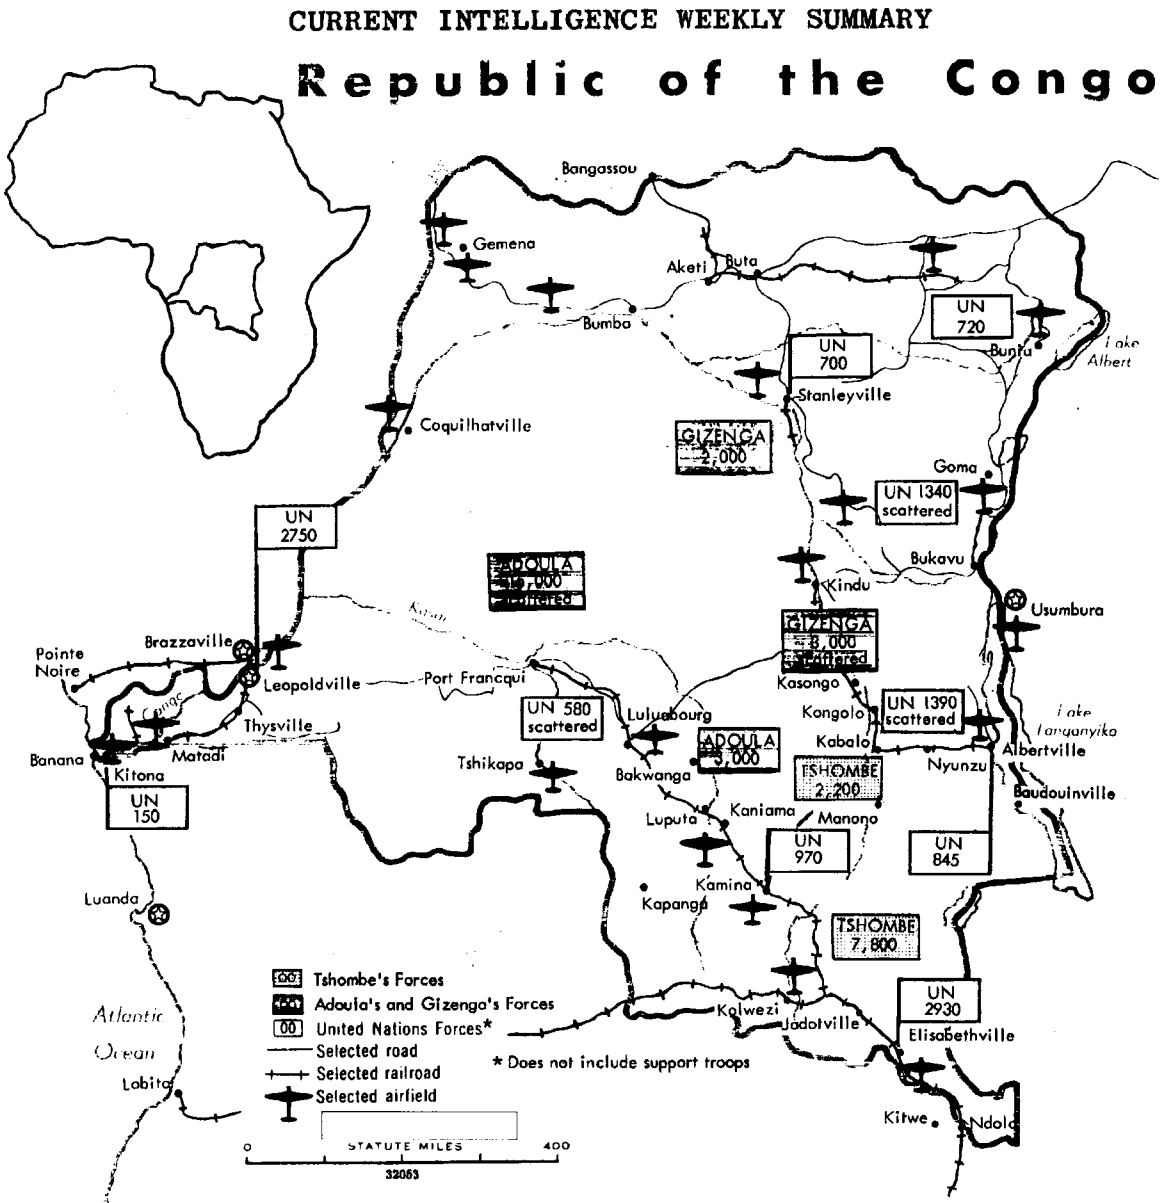 CURRENT INTELLIGENCE WEEKLY SUMMARY
Republic of the Congo
Bangassou
Gemena
Aketi
Buta
Bumba
UN
720
Bunia
Lake
Albert
UN
700
Stanleyville
Coquilhatville
GIZENGA
2,000
Goma
UN 1340
scattered
UN
2750
Bukavu
ADOULA
scattered
Kindu
Usumbura
Brazzaville
GIZENGA
3,000
scattered
Pointe
Noire
Leopoldville
Port Francqui
Kasongo
Congo
Thysville
UN 580
scattered
Luluabourg
Kongolo
UN 1390
scattered
Lake
Tanganyika
Banana
Matadi
Kitona
ADOULA
3,000
Kabalo
Nyunzu
Albertville
Tshikapa
Bakwanga
TSHOMBE
2,200
Baudouinville
UN
150
Luputa
Kaniama
Manono
UN
970
UN
845
Kamina
Kapanga
Luanda
TSHOMBE
7,800
Tshombe's Forces
Adoula's and Gizenga's Forces
00 United Nations Forces*
Selected road
Selected railroad
Selected airfield
* Does not include support troops
Kolwezi
Jadotville
UN
2930
Elisabethville
Atlantic
Ocean
Lobito
Kitwe
Ndola
0 400
STATUTE MILES
32053